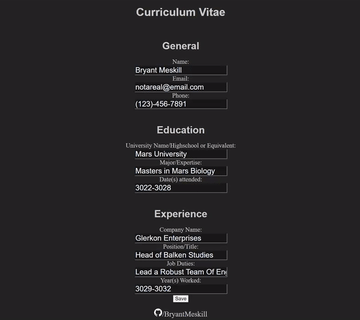 Curriculum Vitae
General
Name:
Bryant Meskill
Email:
notareal@email.com
Phone:
(123)-456-7891
Education
University Name/Highschool or Equivalent:
Mars University
Major/Expertise:
Masters in Mars Biology
Date(s) attended:
3022-3028
Experience
Company Name:
Glerkon Enterprises
Position/Title:
Head of Balken Studies
Job Duties:
Lead a Robust Team Of En
Year(s) Worked:
3029-3032
Save
/BryantMeskill